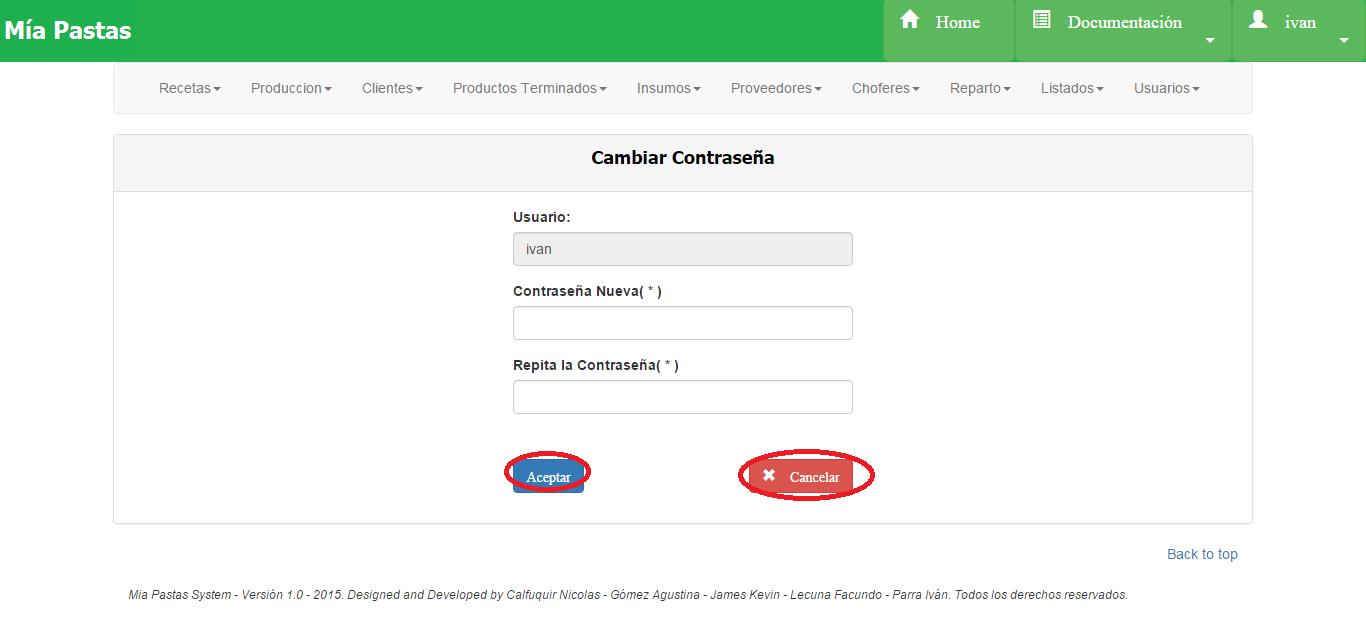 Mía Pastas
Home
Documentación
ivan
Recetas
Produccion
Clientes
Productos Terminados
Insumos
Proveedores
Choferes
Reparto
Listados
Usuarios
Cambiar Contraseña
Usuario:
ivan
Contraseña Nueva( * )
Repita la Contraseña( * )
Aceptar
Cancelar
Back to top
Mia Pastas System - Versión 1.0 - 2015. Designed and Developed by Calfuquir Nicolas - Gómez Agustina - James Kevin - Lecuna Facundo - Parra Iván. Todos los derechos reservados.